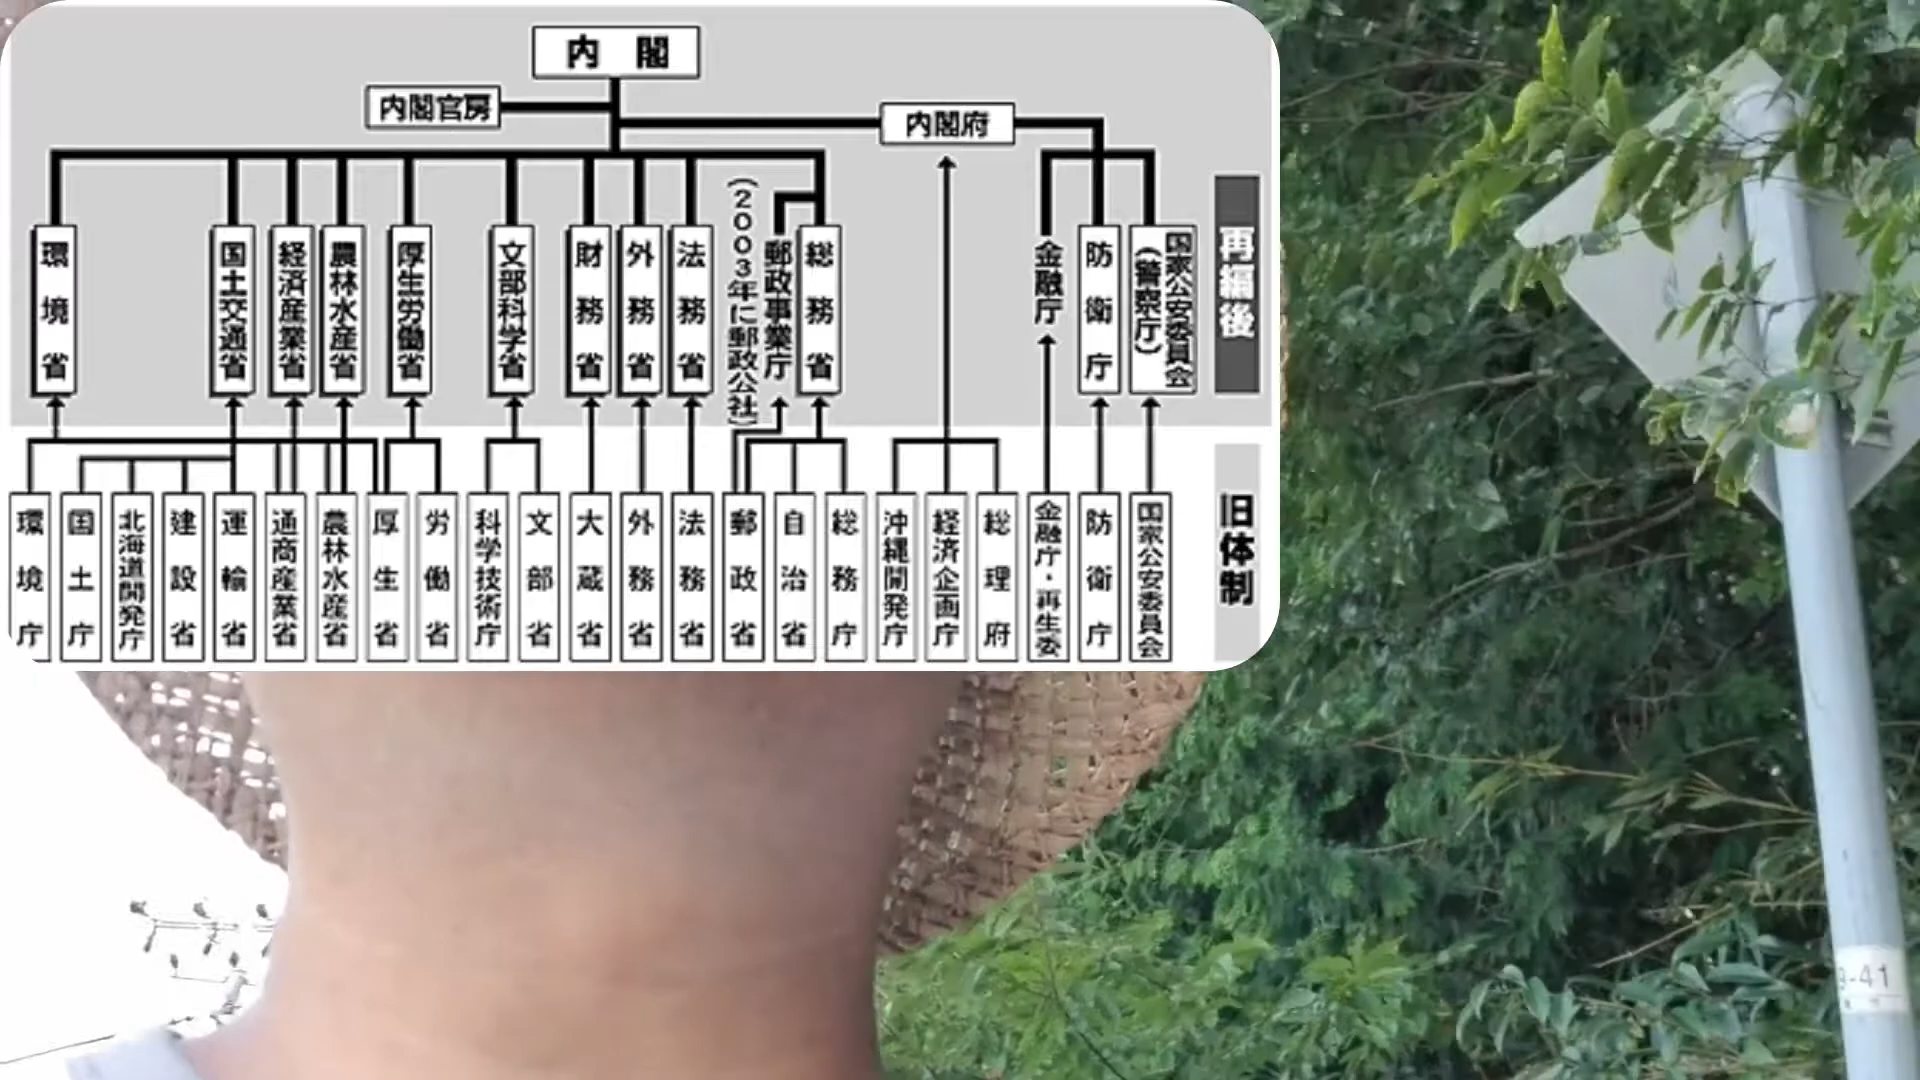 内閣
内閣官房
内閣府
環境省
国土交通省
経済産業省
農林水産省
厚生労働省
文部科学省
財務省
外務省
法務省
(2003年に郵政公社)
郵政事業庁
総務省
金融庁
防衛庁
国家公安委員会
(警察庁)
再編後
環境庁
国土庁
北海道開発庁
建設省
運輸省
通商産業省
農林水産省
厚生省
労働省
科学技術庁
文部省
大蔵省
外務省
法務省
郵政省
自治省
総務庁
沖縄開発庁
経済企画庁
総理府
金融庁・再生委
防衛庁
国家公安委員会
旧体制
9-41